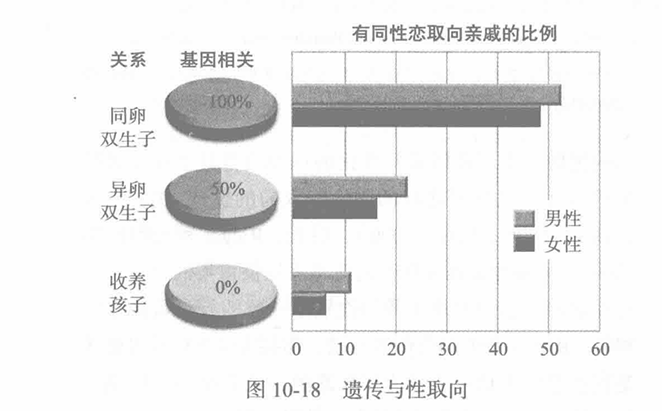 有同性恋取向亲戚的比例
关系 基因相关
100%
同卵
双生子
50%
异卵
双生子
男性
女性
0%
收养
孩子
0 10 20 30 40 50 60
图 10-18 遗传与性取向